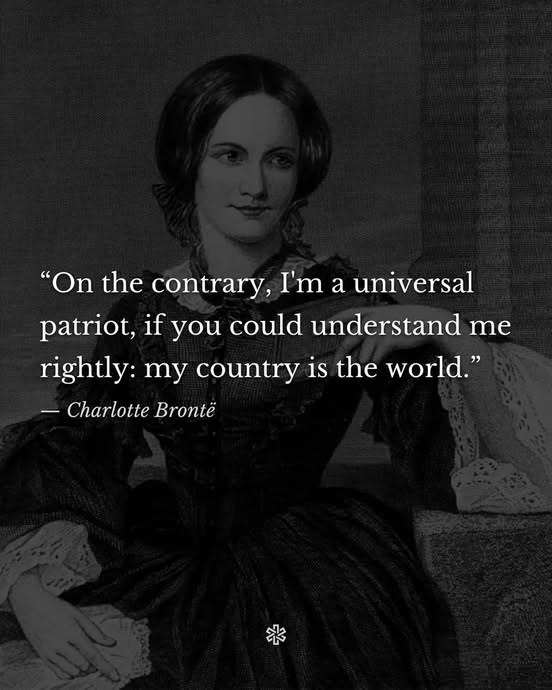 “On the contrary, I'm a universal
patriot, if you could understand me
rightly: my country is the world.”
— Charlotte Brontë